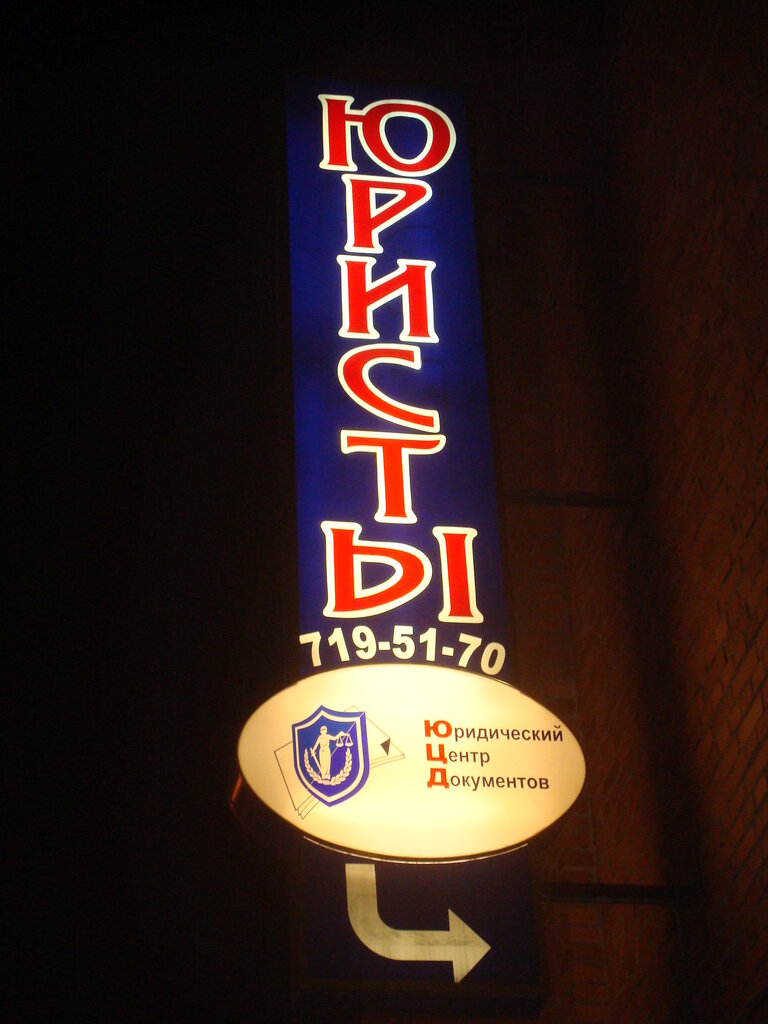 ЮРИСТЫ
719-51-70
Юридический
Центр
Документов